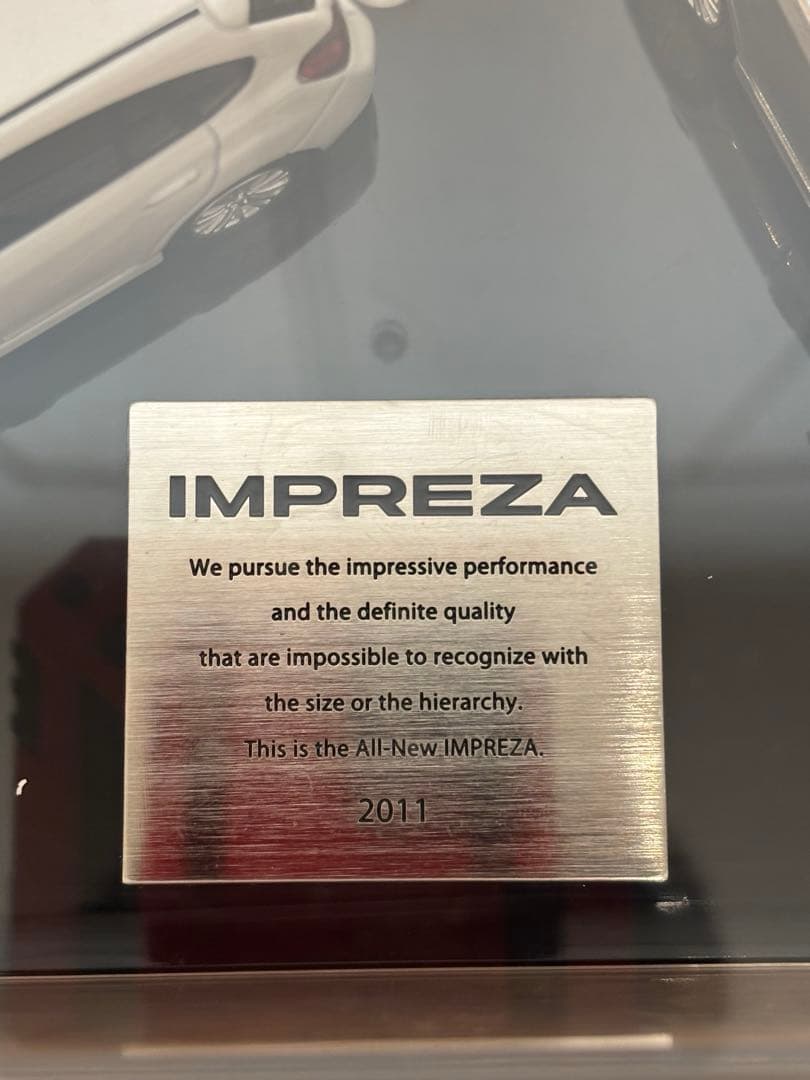 IMPREZA
We pursue the impressive performance
and the definite quality
that are impossible to recognize with
the size or the hierarchy.
This is the All-New IMPREZA.
2011